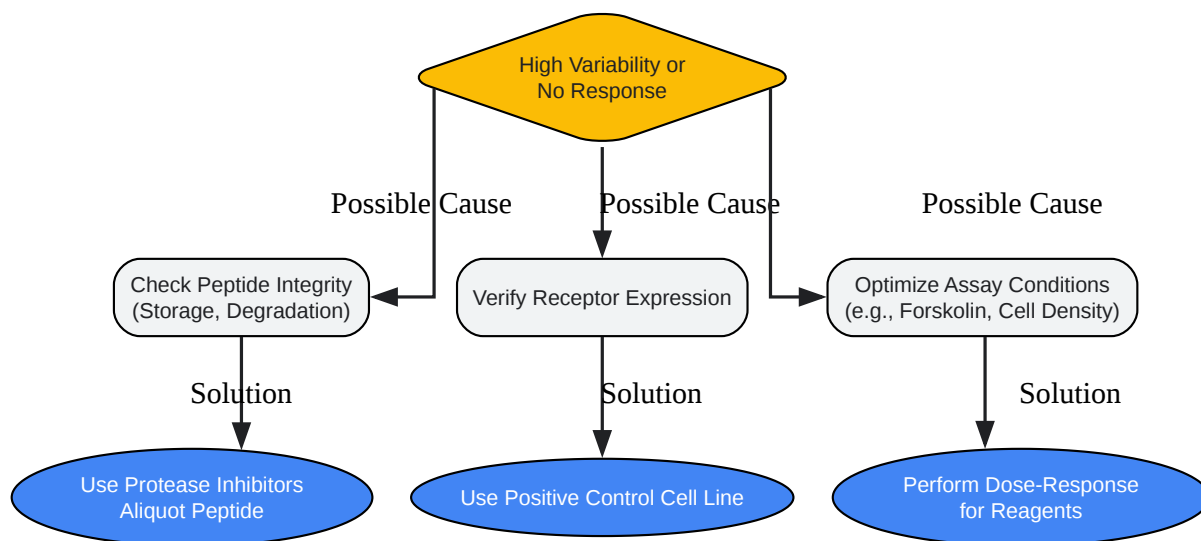 High Variability or
No Response
Possible Cause
Possible Cause
Possible Cause
Check Peptide Integrity
(Storage, Degradation)
Verify Receptor Expression
Optimize Assay Conditions
(e.g., Forskolin, Cell Density)
Solution
Solution
Solution
Use Protease Inhibitors
Aliquot Peptide
Use Positive Control Cell Line
Perform Dose-Response
for Reagents